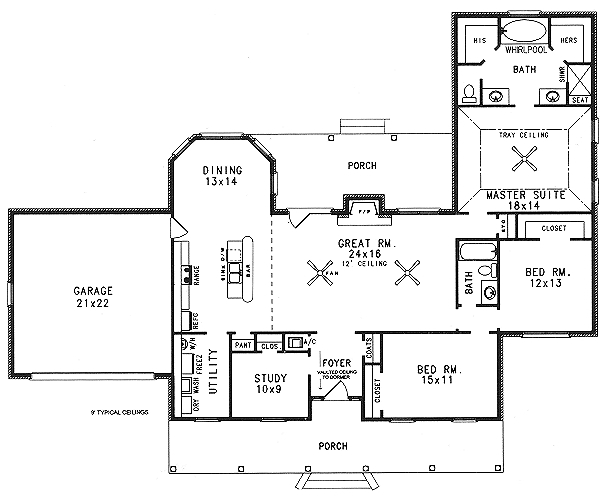 HIS
HERS
WHIRLPOOL
BATH
SHWR
SEAT
TRAY CEILING
MASTER SUITE
18x14
PORCH
DINING
13x14
F/P
GREAT RM.
24x16
12' CEILING
FAN
CLOSET
BED RM.
12x13
BATH
GARAGE
21x22
RANGE
SINK D/W
BAR
REFG
W/H
FREEZ
UTILITY
DRY WASH
PANT
CLOS
A/C
STUDY
10x9
FOYER
VAULTED CEILING
TO DORMER
COATS
CLOSET
BED RM.
15x11
9' TYPICAL CEILINGS
PORCH